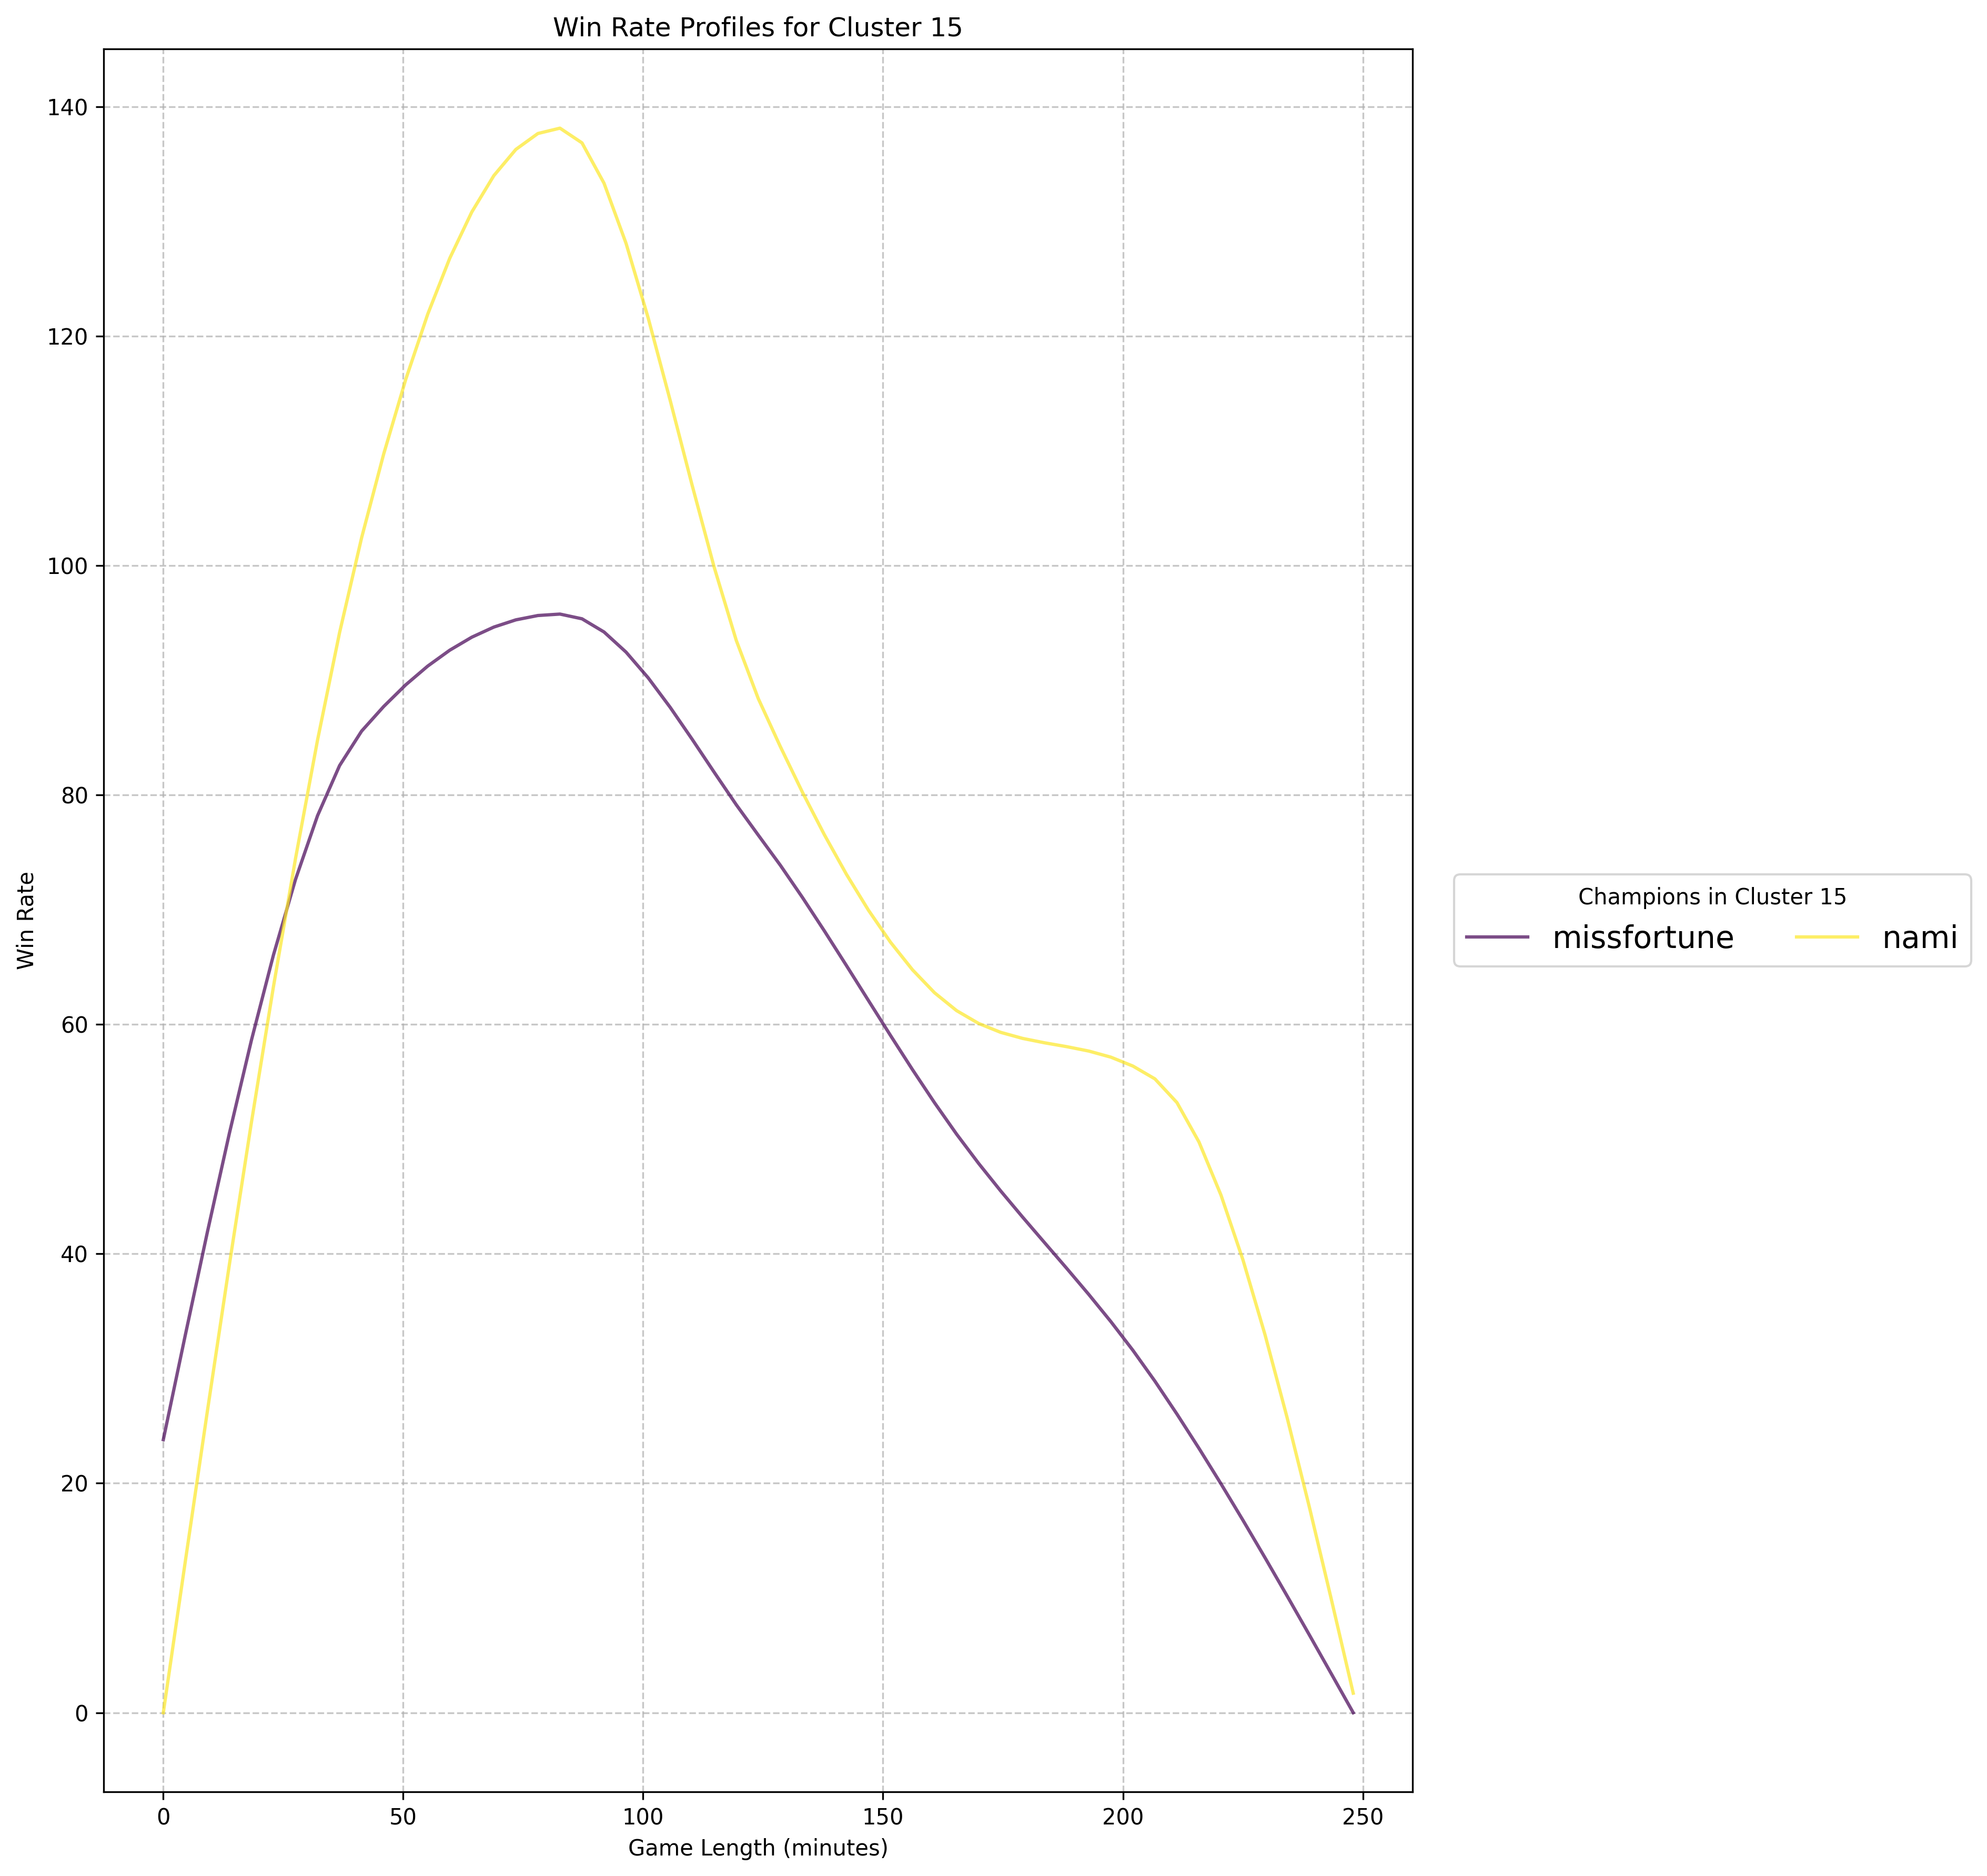 Win Rate Profiles for Cluster 15
140
120
100
80
60
40
20
0
Win Rate
0 50 100 150 200 250
Game Length (minutes)
Champions in Cluster 15
missfortune nami